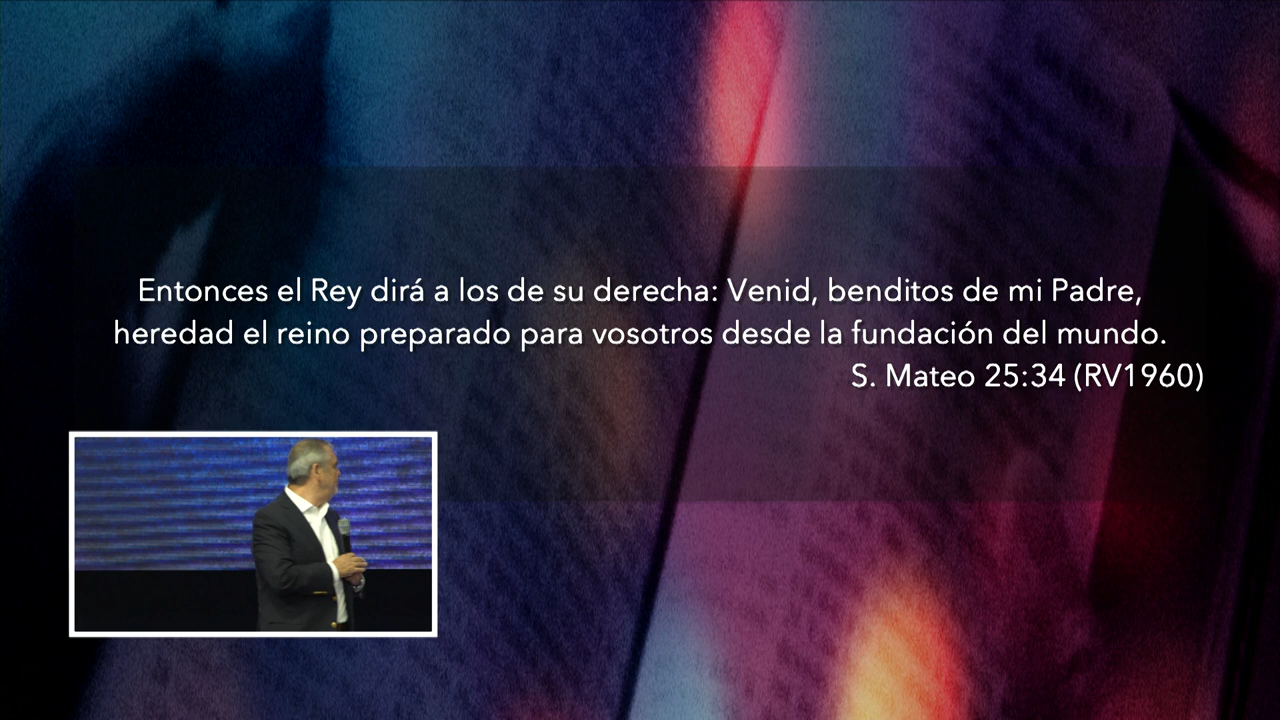 Entonces el Rey dirá a los de su derecha: Venid, benditos de mi Padre,
heredad el reino preparado para vosotros desde la fundación del mundo.
S. Mateo 25:34 (RV1960)